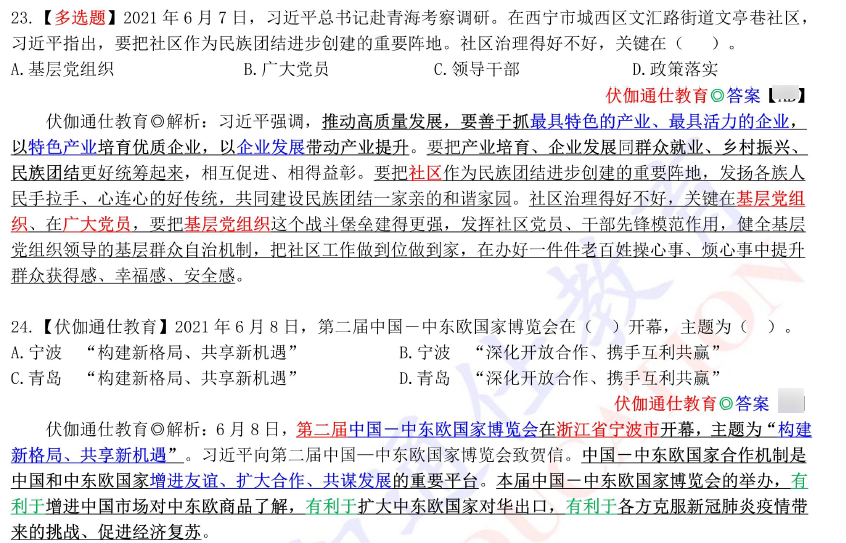 23.【多选题】2021 年 6 月 7 日，习近平总书记赴青海考察调研。在西宁市城西区文汇路街道文亭巷社区，
习近平指出，要把社区作为民族团结进步创建的重要阵地。社区治理得好不好，关键在（　　）。
A.基层党组织　　B.广大党员　　C.领导干部　　D.政策落实
伏伽通仕教育◎答案【】
伏伽通仕教育◎解析：习近平强调，推动高质量发展，要善于抓最具特色的产业、最具活力的企业，
以特色产业培育优质企业，以企业发展带动产业提升。要把产业培育、企业发展同群众就业、乡村振兴、
民族团结更好统筹起来，相互促进、相得益彰。要把社区作为民族团结进步创建的重要阵地，发扬各族人
民手拉手、心连心的好传统，共同建设民族团结一家亲的和谐家园。社区治理得好不好，关键在基层党组
织、在广大党员，要把基层党组织这个战斗堡垒建得更强，发挥社区党员、干部先锋模范作用，健全基层
党组织领导的基层群众自治机制，把社区工作做到位做到家，在办好一件件老百姓操心事、烦心事中提升
群众获得感、幸福感、安全感。
24.【伏伽通仕教育】2021 年 6 月 8 日，第二届中国－中东欧国家博览会在（　）开幕，主题为（　）。
A.宁波　“构建新格局、共享新机遇”　　B.宁波　“深化开放合作、携手互利共赢”
C.青岛　“构建新格局、共享新机遇”　　D.青岛　“深化开放合作、携手互利共赢”
伏伽通仕教育◎答案
伏伽通仕教育◎解析：6 月 8 日，第二届中国－中东欧国家博览会在浙江省宁波市开幕，主题为“构建
新格局、共享新机遇”。习近平向第二届中国—中东欧国家博览会致贺信。中国－中东欧国家合作机制是
中国和中东欧国家增进友谊、扩大合作、共谋发展的重要平台。本届中国－中东欧国家博览会的举办，有
利于增进中国市场对中东欧商品了解，有利于扩大中东欧国家对华出口，有利于各方克服新冠肺炎疫情带
来的挑战、促进经济复苏。